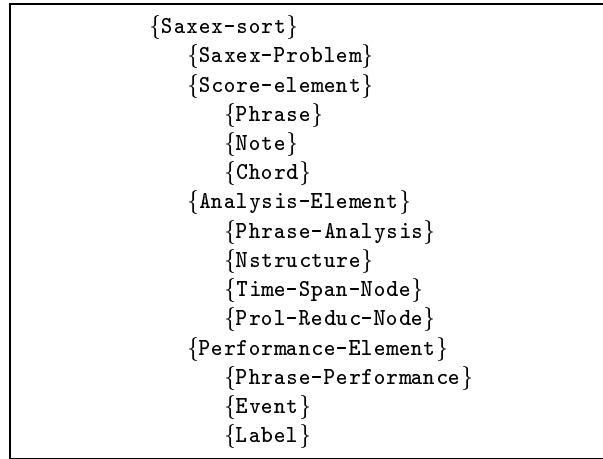 {Saxex-sort}
{Saxex-Problem}
{Score-element}
{Phrase}
{Note}
{Chord}
{Analysis-Element}
{Phrase-Analysis}
{Nstructure}
{Time-Span-Node}
{Prol-Reduc-Node}
{Performance-Element}
{Phrase-Performance}
{Event}
{Label}